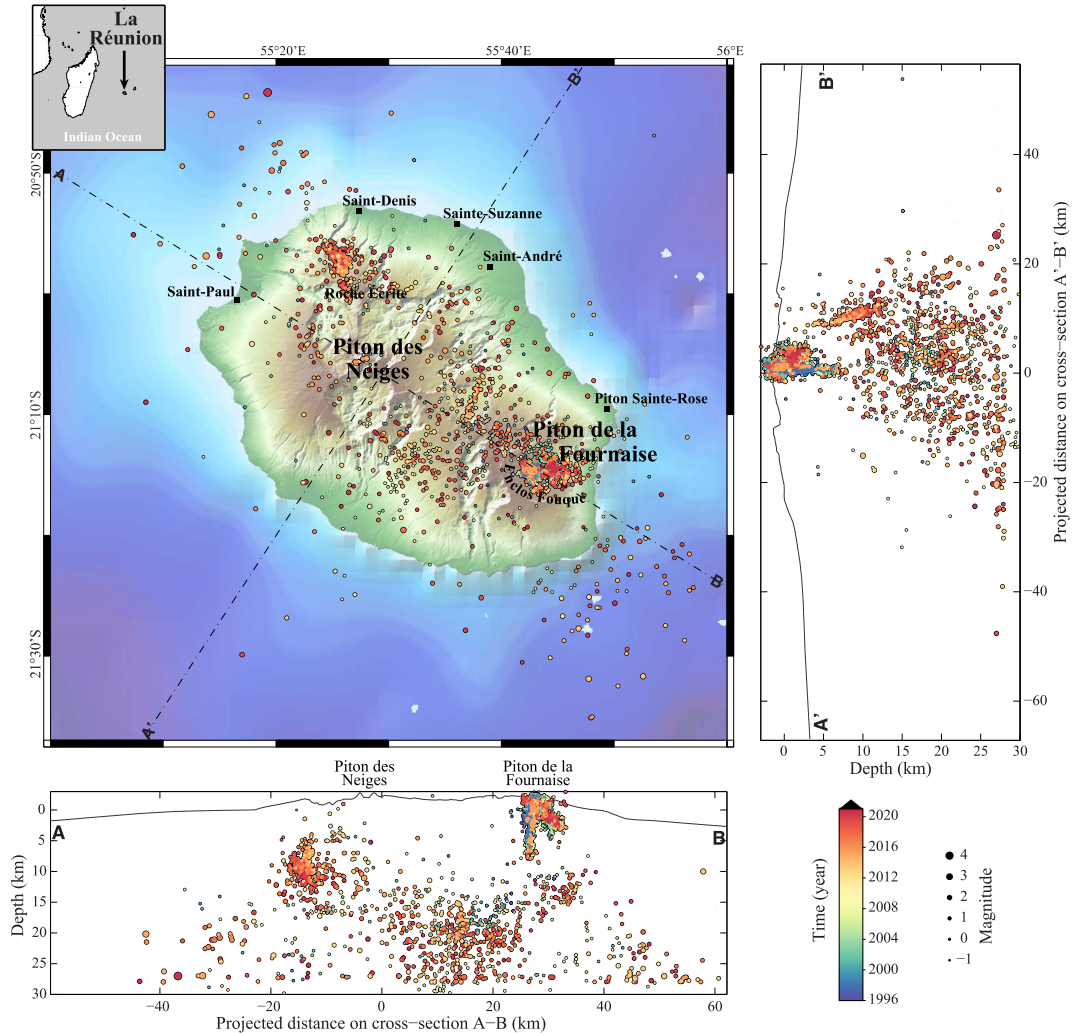 La
Réunion
Indian Ocean
55°20'E
55°40'E
56°E
20°50'S
21°10'S
21°30'S
A
B'
A'
B
Saint-Denis
Sainte-Suzanne
Saint-André
Saint-Paul
Roche Ecrite
Piton des
Neiges
Piton Sainte-Rose
Piton de la
Fournaise
Enclos Fouqué
B'
A'
40
20
0
−20
−40
−60
Projected distance on cross−section A'−B' (km)
0 5 10 15 20 25 30
Depth (km)
Piton des
Neiges
Piton de la
Fournaise
A
B
0
5
10
15
20
25
30
Depth (km)
−40 −20 0 20 40 60
Projected distance on cross−section A−B (km)
Time (year)
2020
2016
2012
2008
2004
2000
1996
4
3
2
1
0
−1
Magnitude